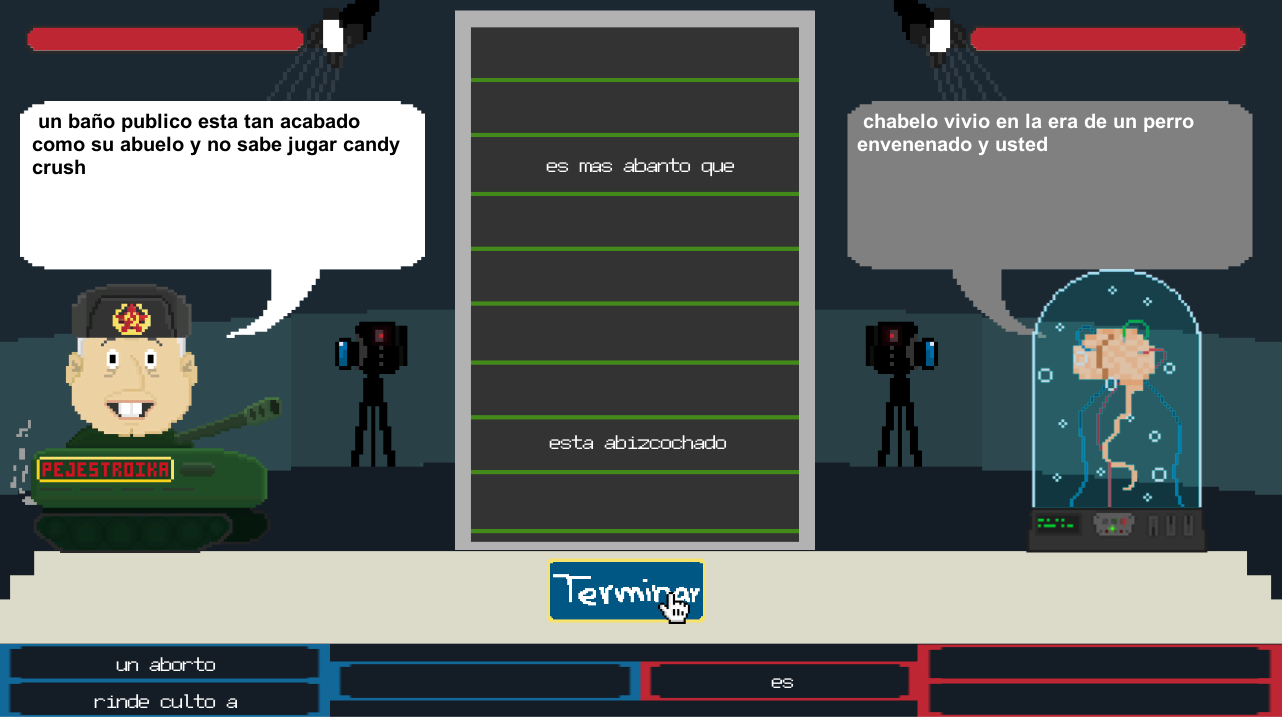 un baño publico esta tan acabado
como su abuelo y no sabe jugar candy
crush
chabelo vivio en la era de un perro
envenenado y usted
es mas abanto que
esta abizcochado
PEJESTROIKA
Terminar
un aborto
rinde culto a
es